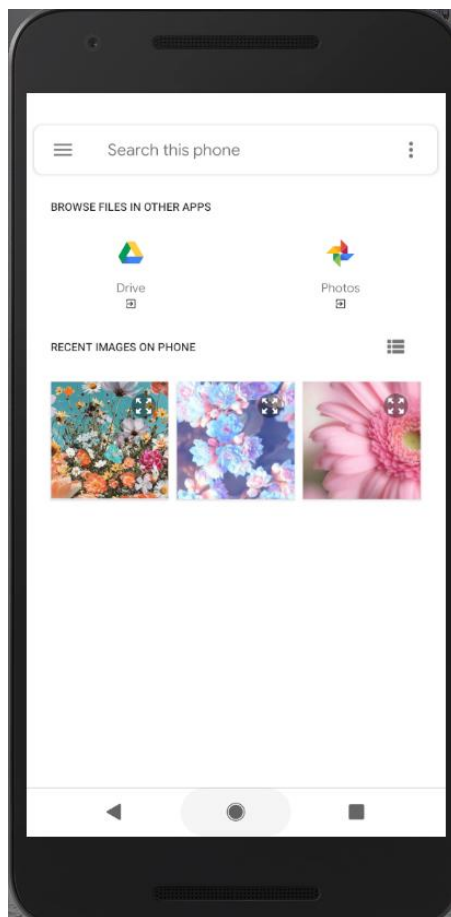 Search this phone
BROWSE FILES IN OTHER APPS
Drive
Photos
RECENT IMAGES ON PHONE